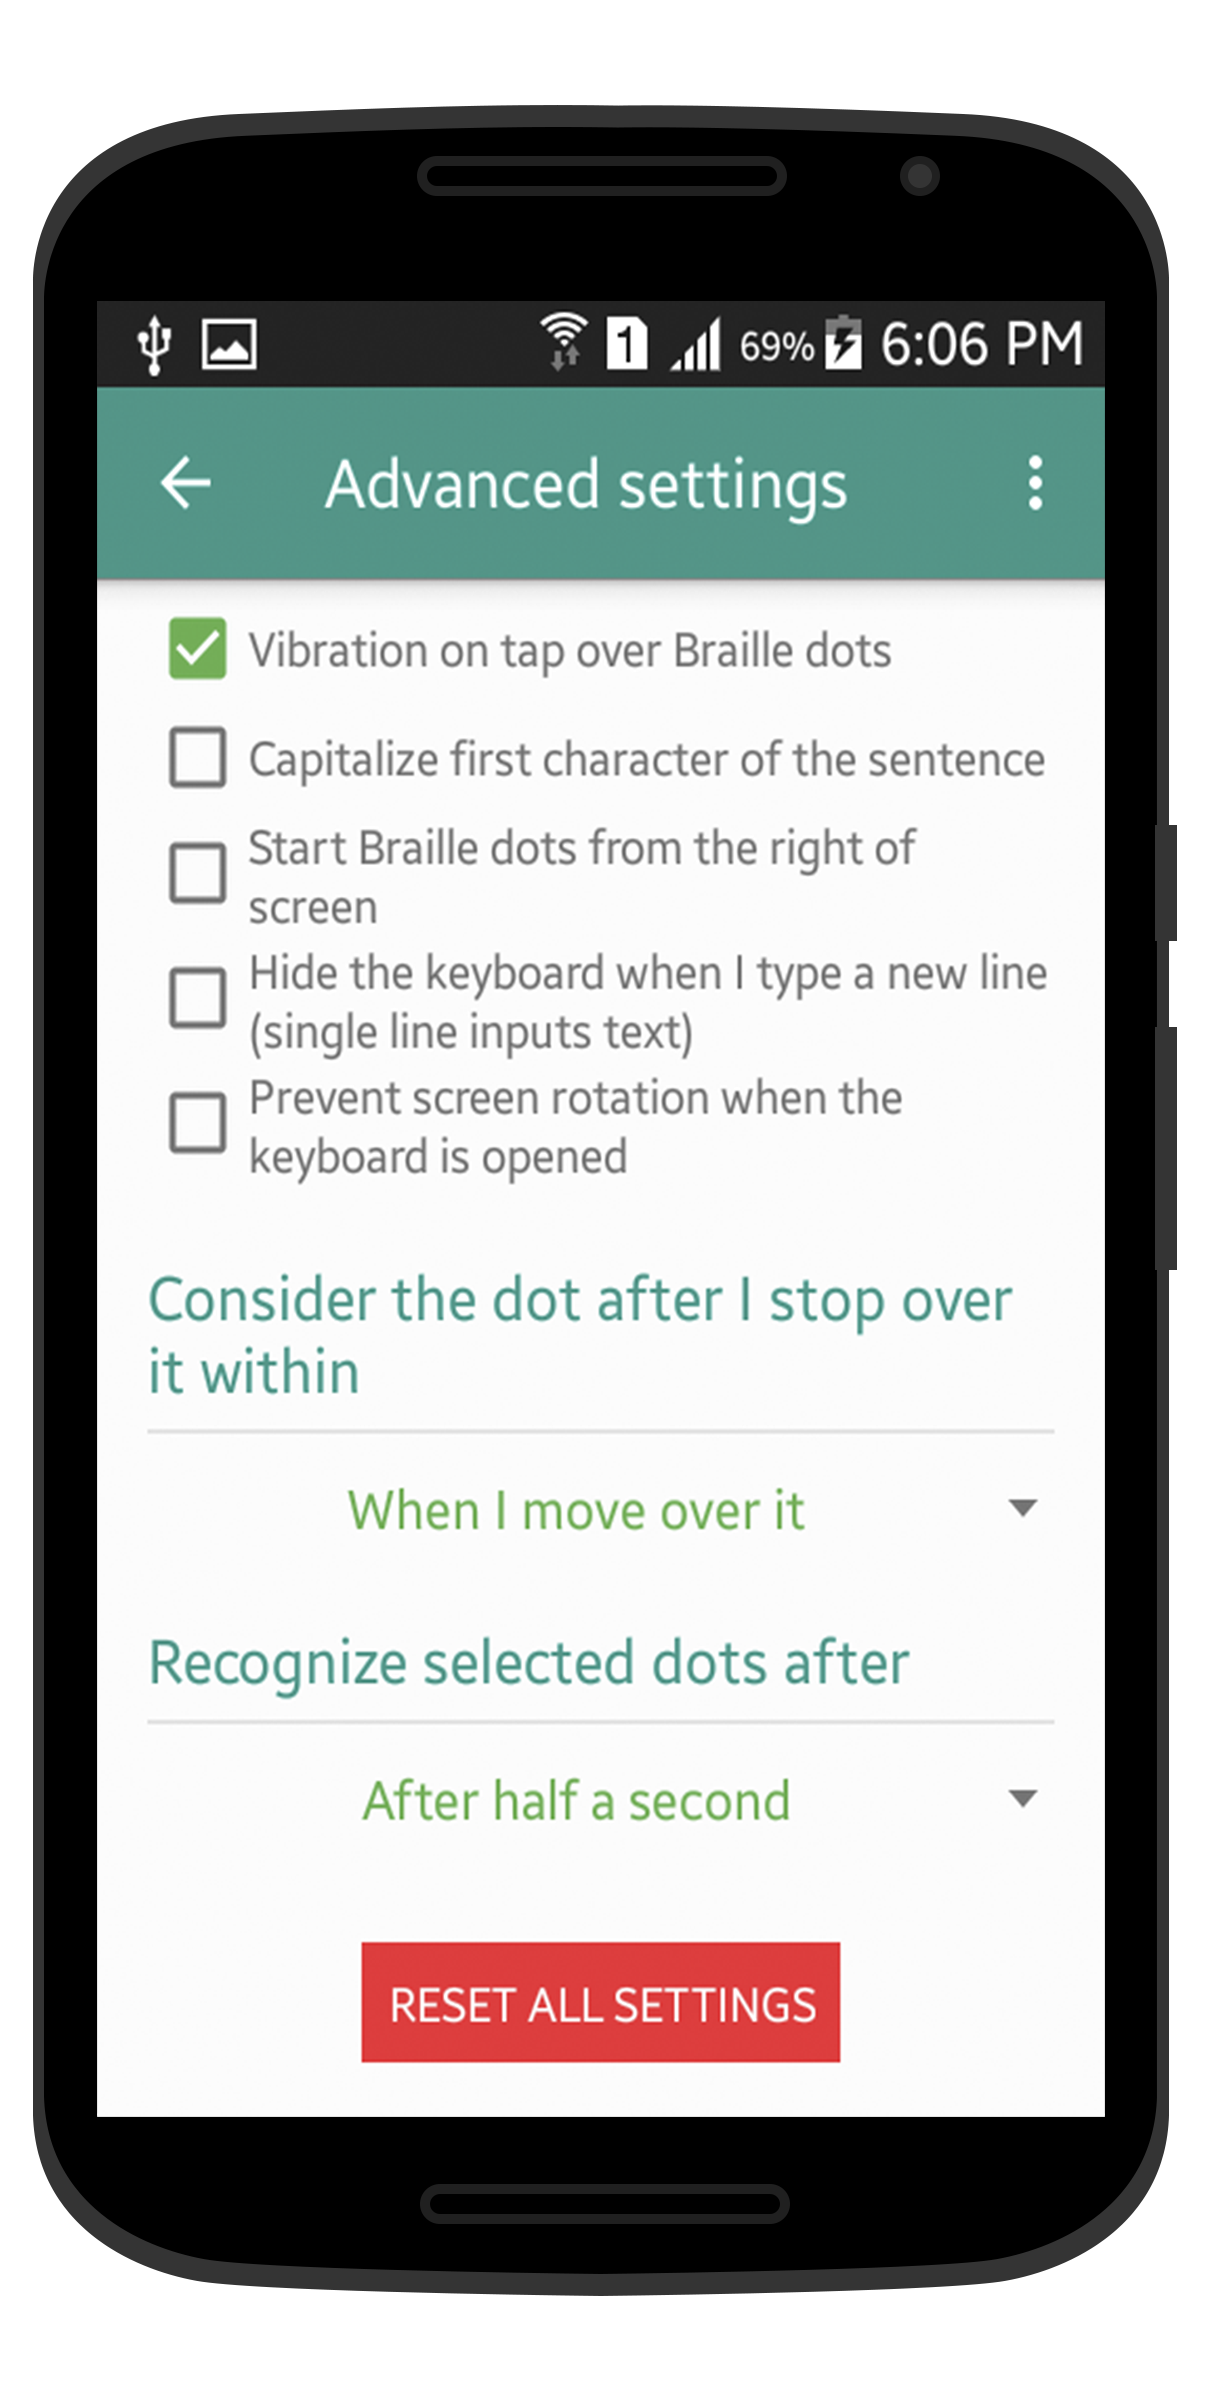 1 69% 6:06 PM
Advanced settings
Vibration on tap over Braille dots
Capitalize first character of the sentence
Start Braille dots from the right of
screen
Hide the keyboard when I type a new line
(single line inputs text)
Prevent screen rotation when the
keyboard is opened
Consider the dot after I stop over
it within
When I move over it
Recognize selected dots after
After half a second
RESET ALL SETTINGS